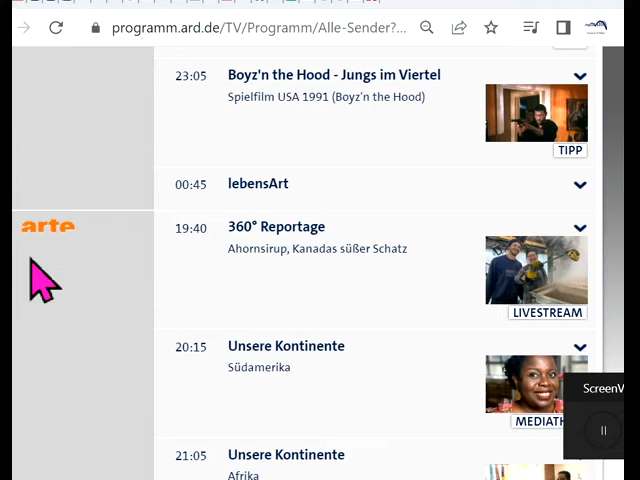 programm.ard.de/TV/Programm/Alle-Sender?...
23:05 Boyz'n the Hood - Jungs im Viertel
Spielfilm USA 1991 (Boyz'n the Hood)
TIPP
00:45 lebensArt
arte
19:40 360° Reportage
Ahornsirup, Kanadas süßer Schatz
LIVESTREAM
20:15 Unsere Kontinente
Südamerika
ScreenV
MEDIATH
21:05 Unsere Kontinente
Afrika